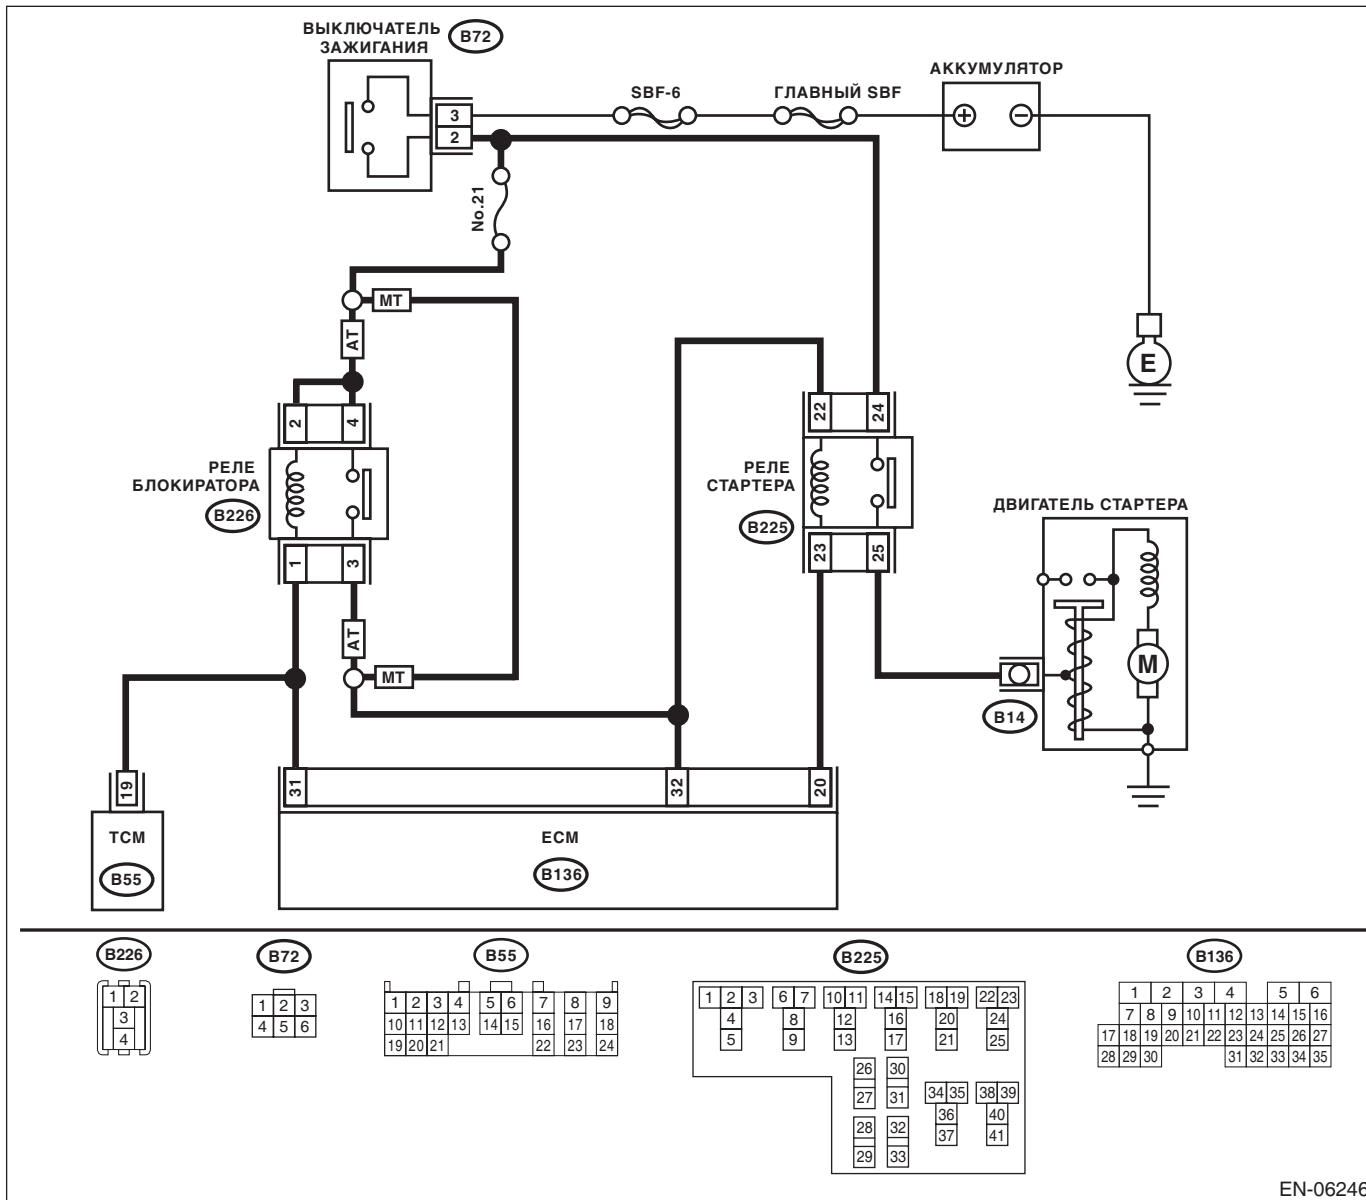 ВЫКЛЮЧАТЕЛЬ
ЗАЖИГАНИЯ
B72
3
2
SBF-6
ГЛАВНЫЙ SBF
АККУМУЛЯТОР
+
−
No.21
MT
AT
E
2
4
РЕЛЕ
БЛОКИРАТОРА
B226
1
3
AT
MT
22
24
РЕЛЕ
СТАРТЕРА
B225
23
25
ДВИГАТЕЛЬ СТАРТЕРА
M
B14
19
TCM
B55
31
32
20
ECM
B136
B226
1 2
3
4
B72
1 2 3
4 5 6
B55
1 2 3 4 5 6 7 8 9
10 11 12 13 14 15 16 17 18
19 20 21 22 23 24
B225
1 2 3 6 7 10 11 14 15 18 19 22 23
4 8 12 16 20 24
5 9 13 17 21 25
26 30
27 31
34 35 38 39
36 40
37 41
28 32
29 33
B136
1 2 3 4 5 6
7 8 9 10 11 12 13 14 15 16
17 18 19 20 21 22 23 24 25 26 27
28 29 30 31 32 33 34 35
EN-06246